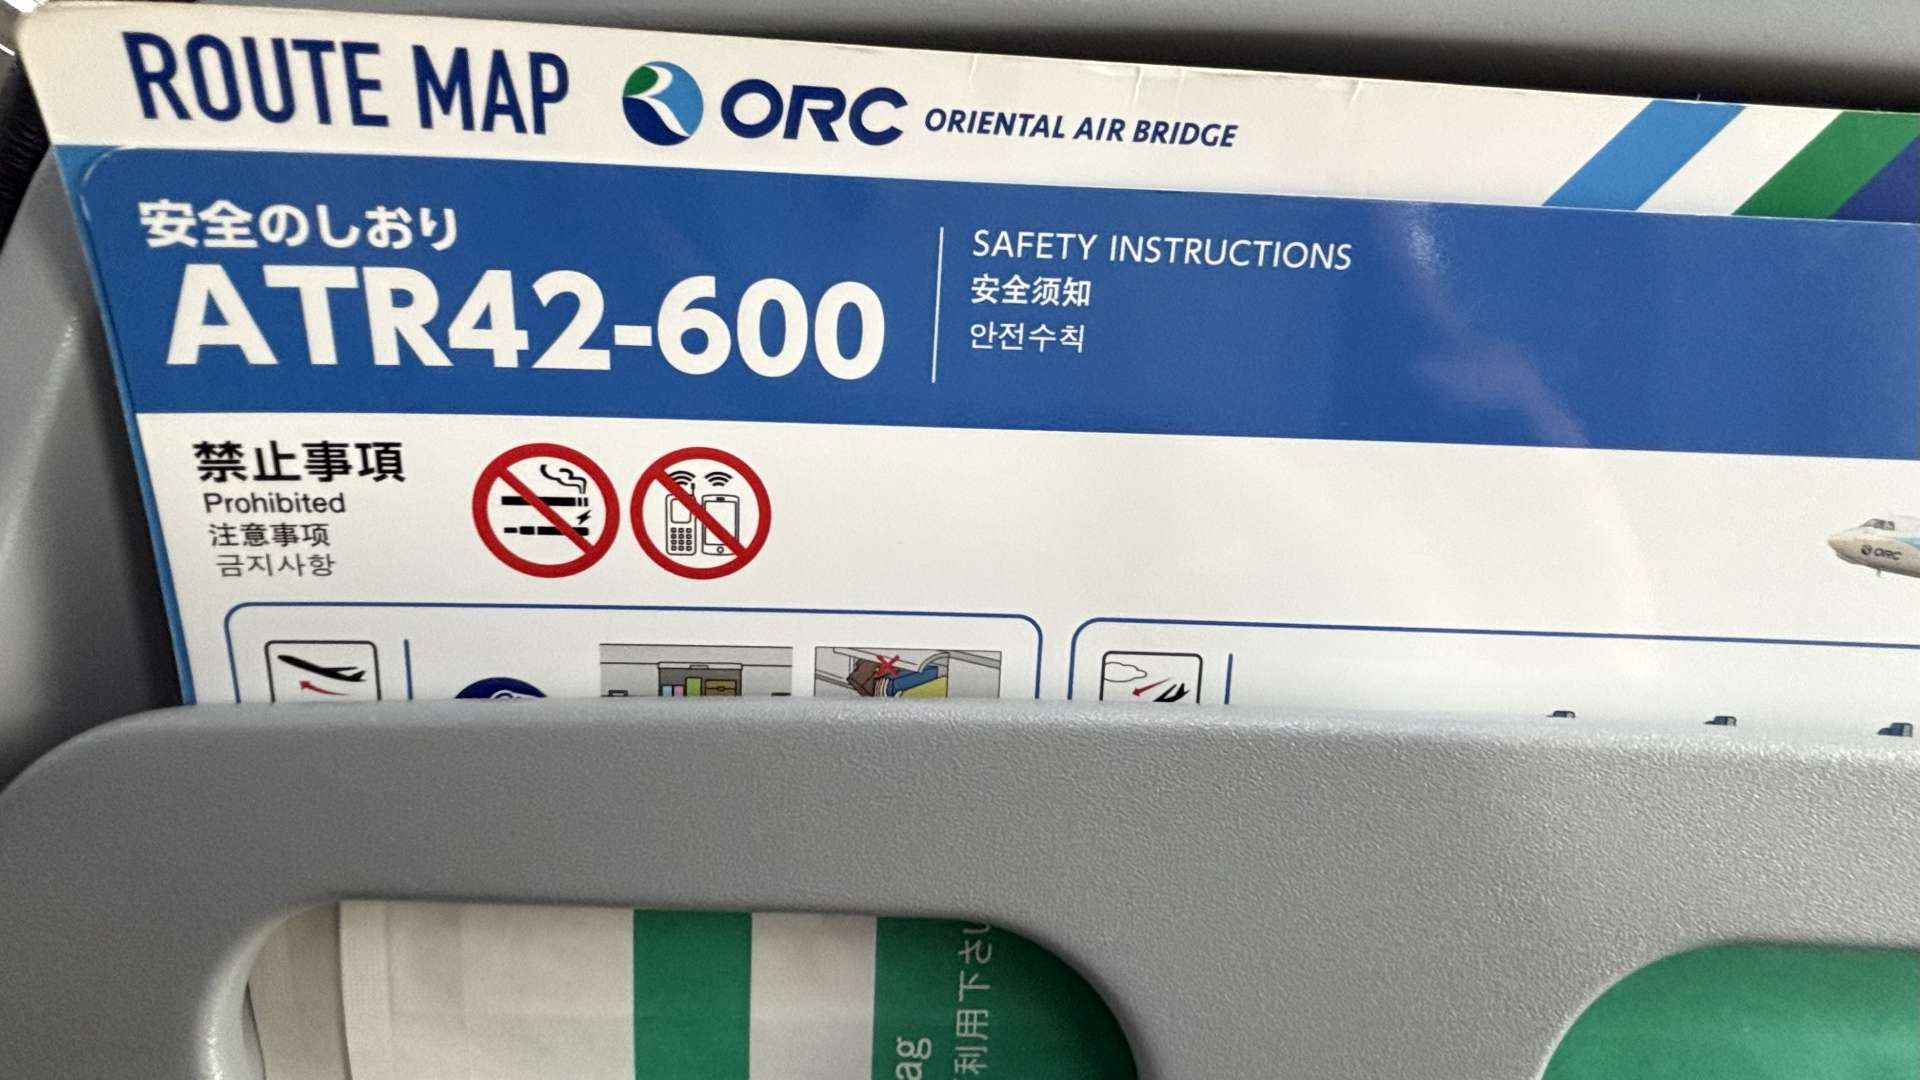 ROUTE MAP ORC ORIENTAL AIR BRIDGE
安全のしおり
ATR42-600
SAFETY INSTRUCTIONS
安全须知
안전수칙
禁止事項
Prohibited
注意事项
금지사항
ORC
ag
利用下さい